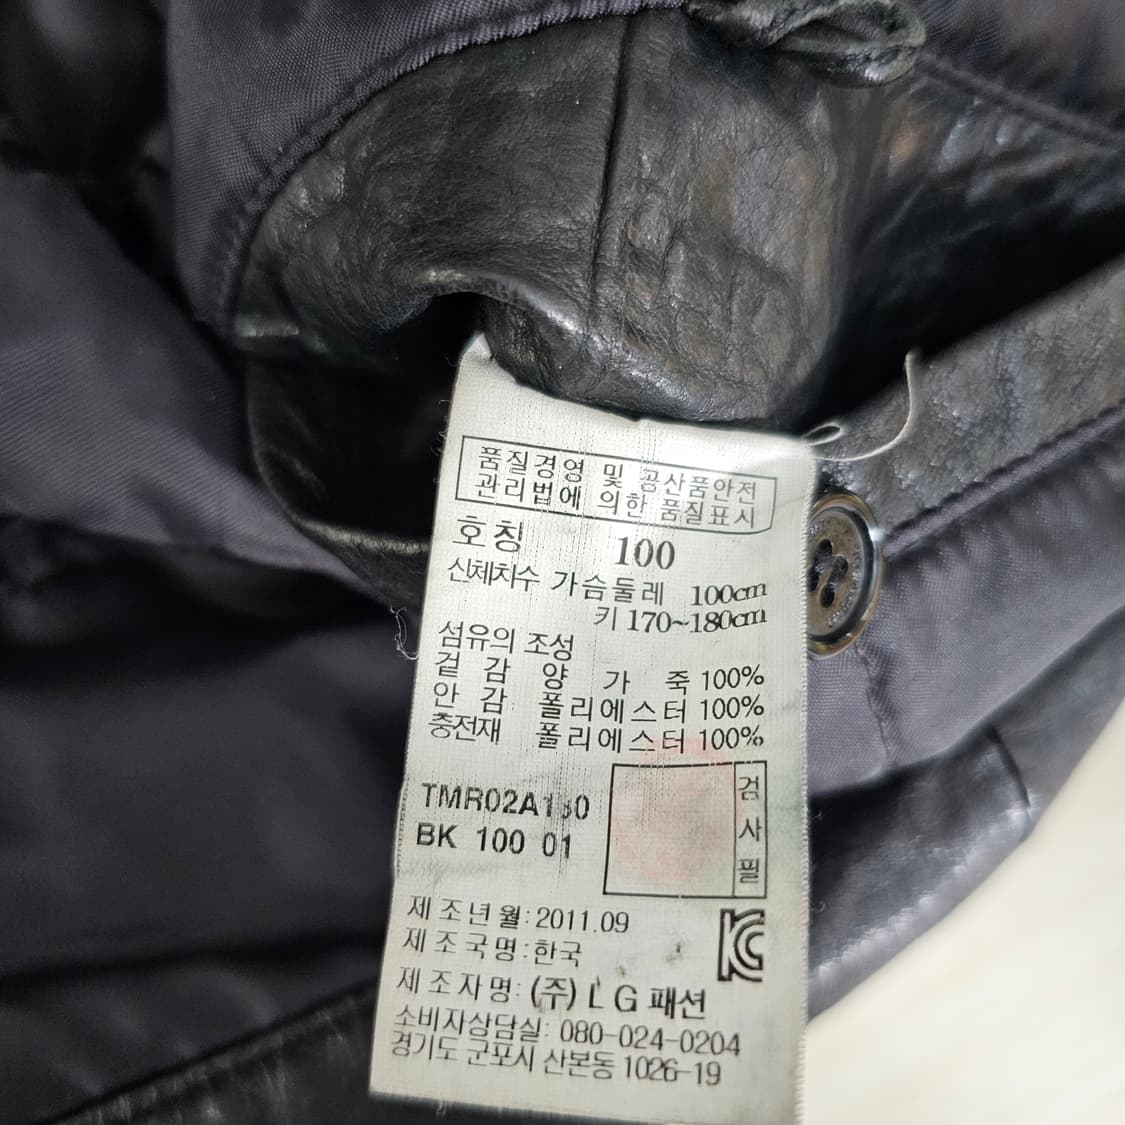 품질경영 및 공산품안전
관리법에 의한 품질표시
호칭 100
신체치수 가슴둘레 100cm
키 170~180cm
섬유의 조성
겉감 양가죽 100%
안감 폴리에스터 100%
충전재 폴리에스터 100%
BK 100 01
검사필
제조년월:2011.09
제조국명:한국
제조자명:(주)LG패션
소비자상담실: 080-024-0204
경기도 군포시 산본동 1026-19